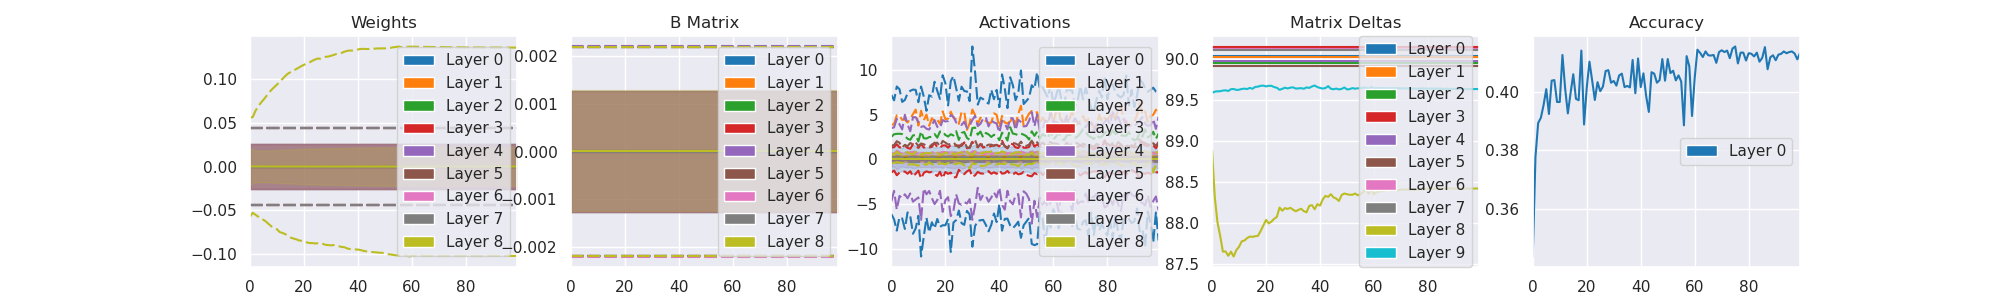 Weights
B Matrix
Activations
Matrix Deltas
Accuracy
0.10
0.05
0.00
−0.05
−0.10
0 20 40 60 80
Layer 0
Layer 1
Layer 2
Layer 3
Layer 4
Layer 5
Layer 6
Layer 7
Layer 8
0.002
0.001
0.000
−0.001
−0.002
0 20 40 60 80
Layer 0
Layer 1
Layer 2
Layer 3
Layer 4
Layer 5
Layer 6
Layer 7
Layer 8
10
5
0
−5
−10
0 20 40 60 80
Layer 0
Layer 1
Layer 2
Layer 3
Layer 4
Layer 5
Layer 6
Layer 7
Layer 8
90.0
89.5
89.0
88.5
88.0
87.5
0 20 40 60 80
Layer 0
Layer 1
Layer 2
Layer 3
Layer 4
Layer 5
Layer 6
Layer 7
Layer 8
Layer 9
0.40
0.38
0.36
0 20 40 60 80
Layer 0